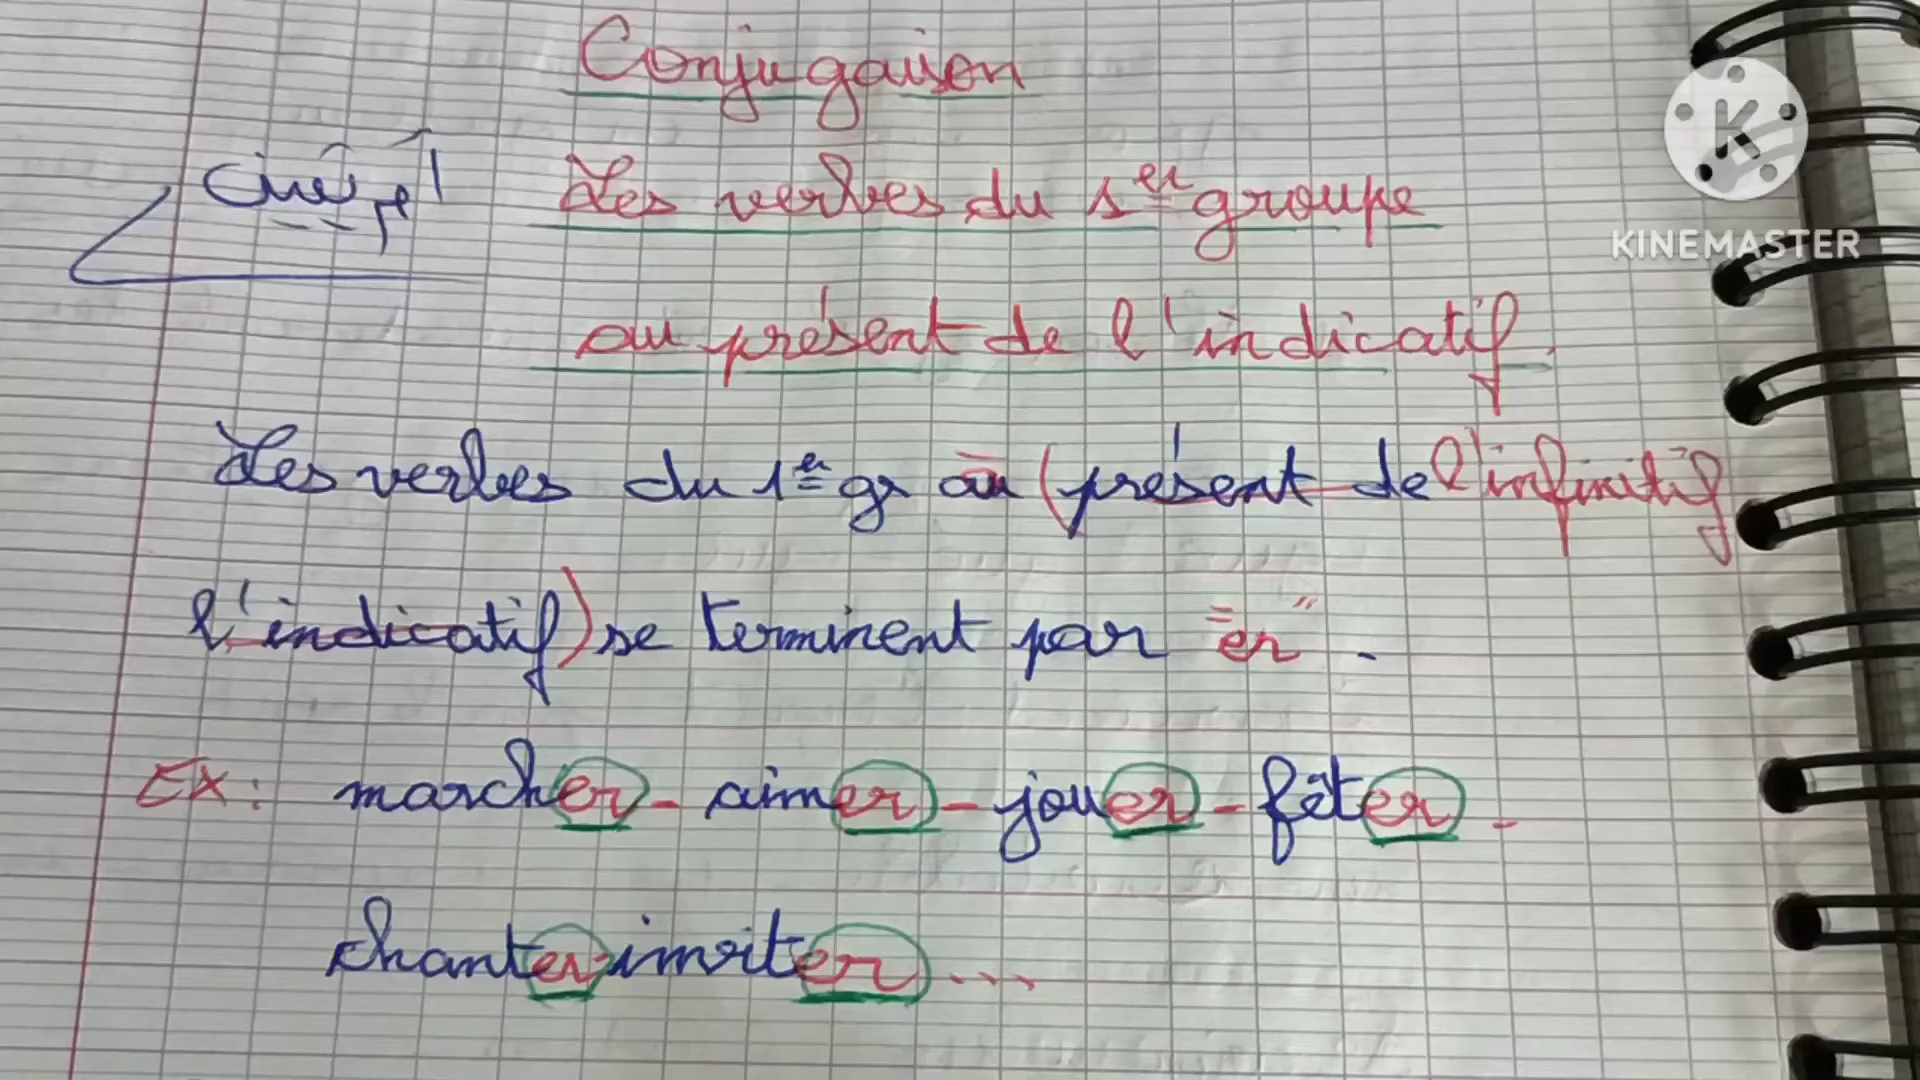 Conjugaison
Les verbes du 1er groupe
au présent de l'indicatif.
Les verbes du 1er gr au (présent de l'infinitif
l'indicatif) se terminent par "er".
Ex: marcher - aimer - jouer - fêter -
chanter inviter ...
K
KINEMASTER